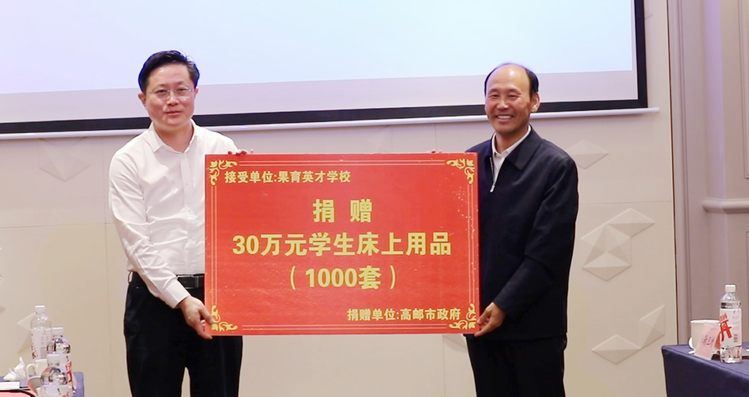 接受单位:果育英才学校
捐 赠
30万元学生床上用品
(1000套)
捐赠单位:高邮市政府